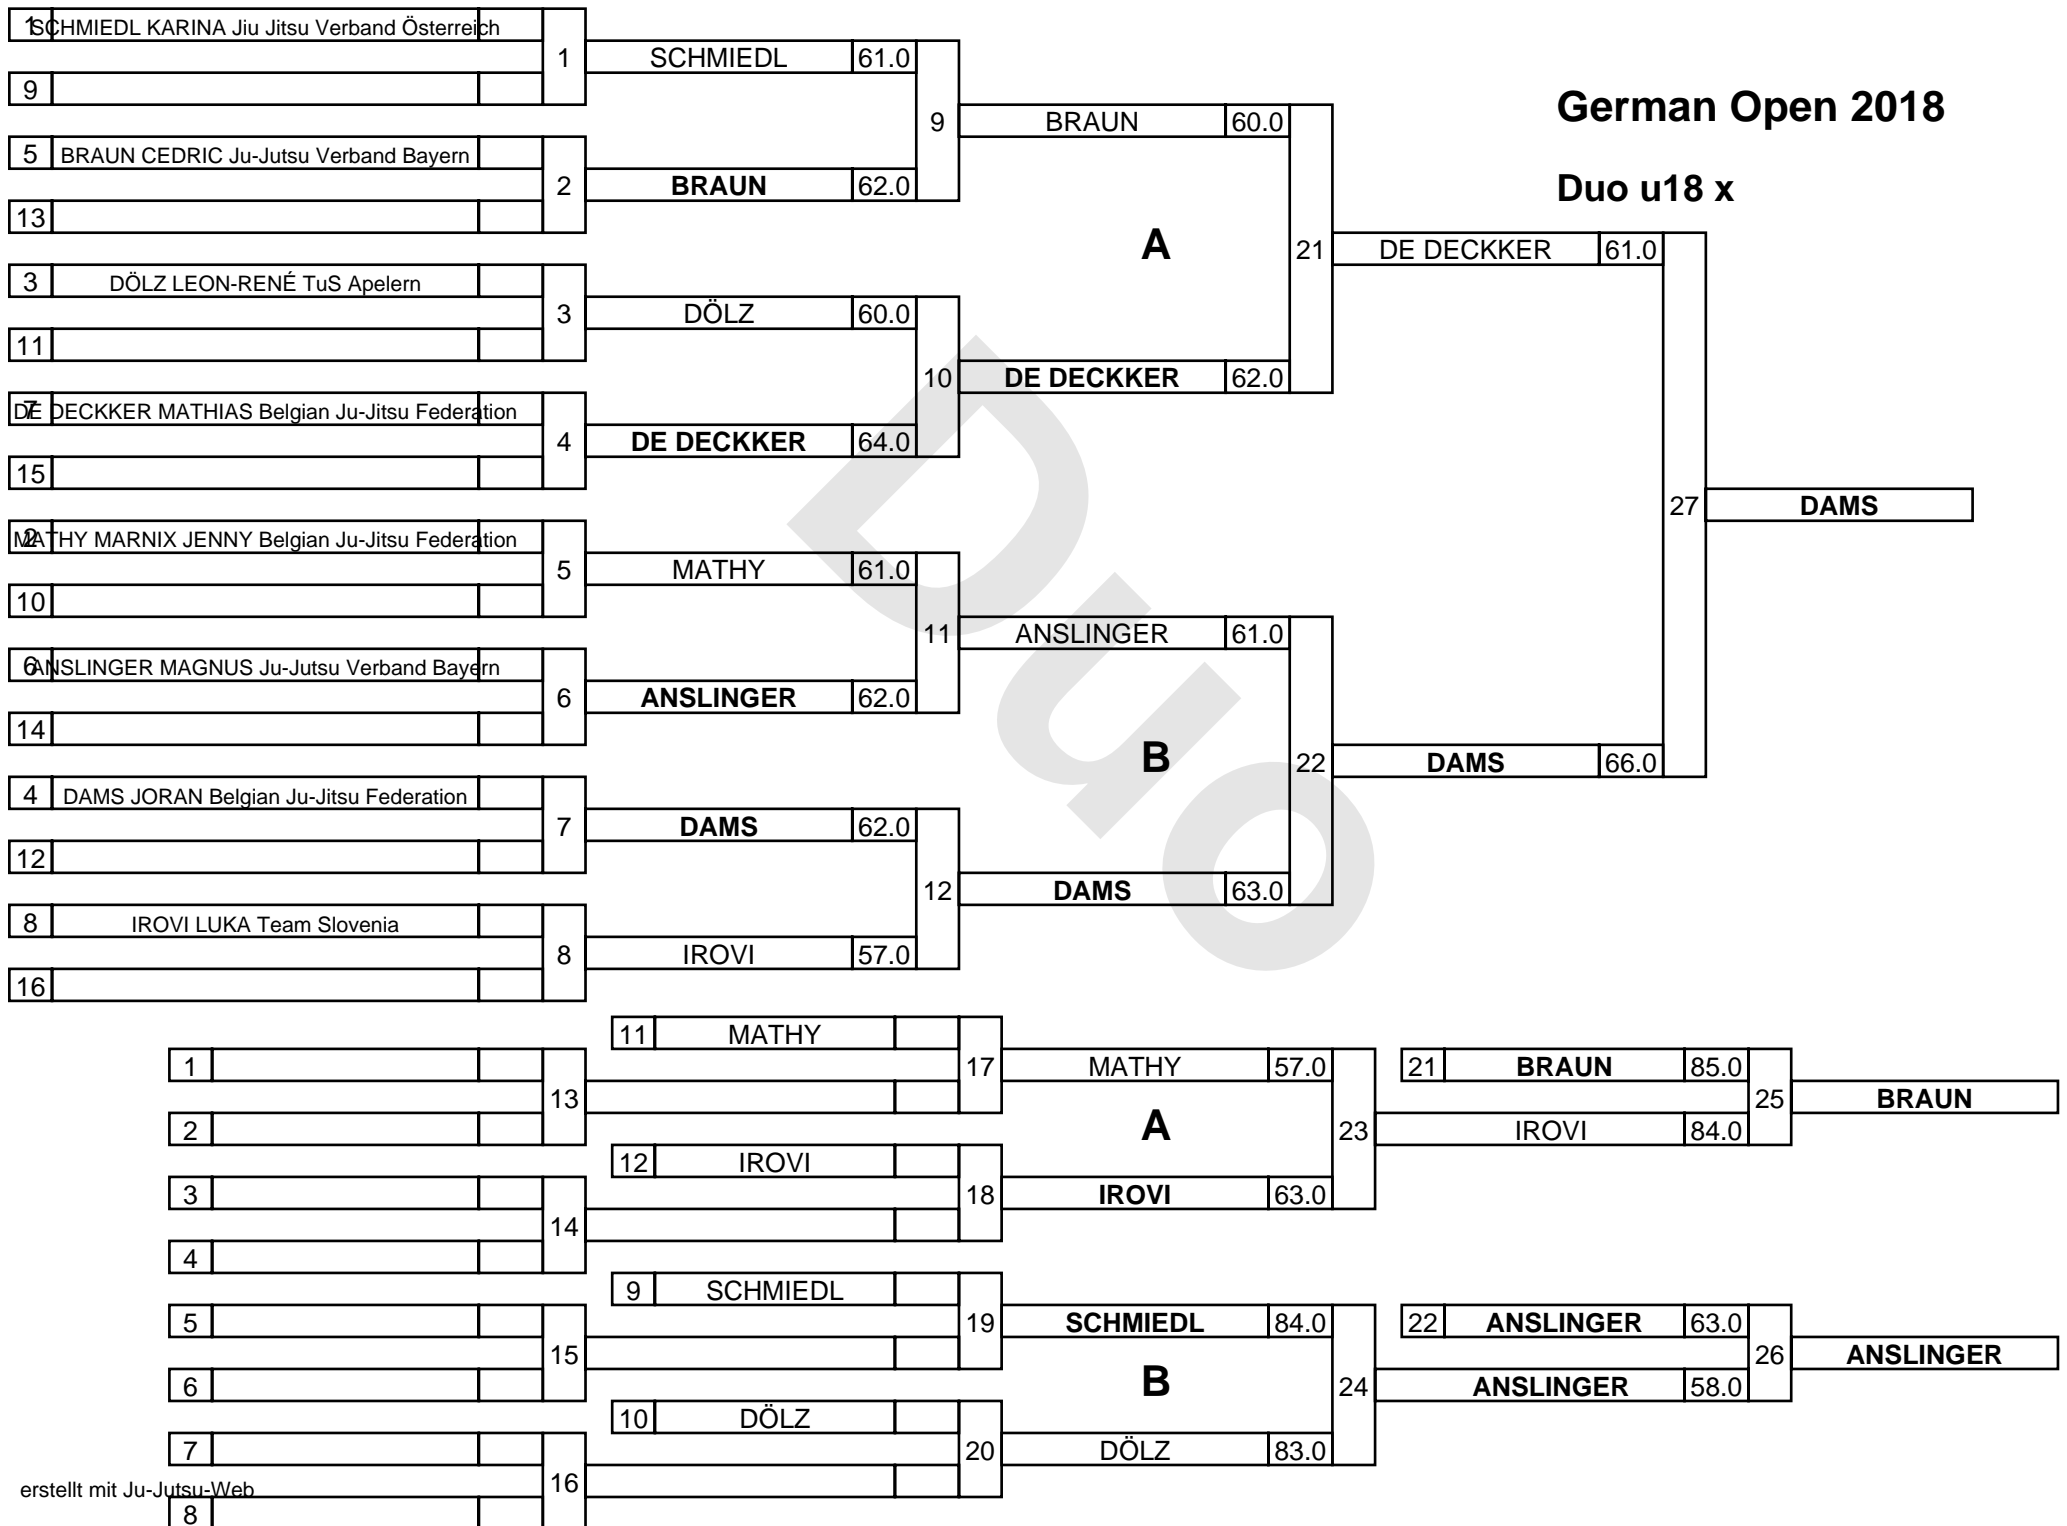 German Open 2018
Duo u18 x
1 SCHMIEDL KARINA Jiu Jitsu Verband Österreich
9
1
5 BRAUN CEDRIC Ju-Jutsu Verband Bayern
13
2
3 DÖLZ LEON-RENÉ TuS Apelern
11
3
7 DE DECKKER MATHIAS Belgian Ju-Jitsu Federation
15
4
2 MATHY MARNIX JENNY Belgian Ju-Jitsu Federation
10
5
6 ANSLINGER MAGNUS Ju-Jutsu Verband Bayern
14
6
4 DAMS JORAN Belgian Ju-Jitsu Federation
12
7
8 IROVI LUKA Team Slovenia
16
8
SCHMIEDL 61.0
BRAUN 62.0
9
DÖLZ 60.0
DE DECKKER 64.0
10
MATHY 61.0
ANSLINGER 62.0
11
DAMS 62.0
IROVI 57.0
12
BRAUN 60.0
A
DE DECKKER 62.0
21
ANSLINGER 61.0
B
DAMS 63.0
22
DE DECKKER 61.0
DAMS 66.0
27
DAMS
Duo
1
2
13
3
4
14
5
6
15
7
8
16
11 MATHY
17
12 IROVI
18
9 SCHMIEDL
19
10 DÖLZ
20
MATHY 57.0
A
IROVI 63.0
23
SCHMIEDL 84.0
B
DÖLZ 83.0
24
21 BRAUN 85.0
IROVI 84.0
25
BRAUN
22 ANSLINGER 63.0
ANSLINGER 58.0
26
ANSLINGER
erstellt mit Ju-Jutsu-Web